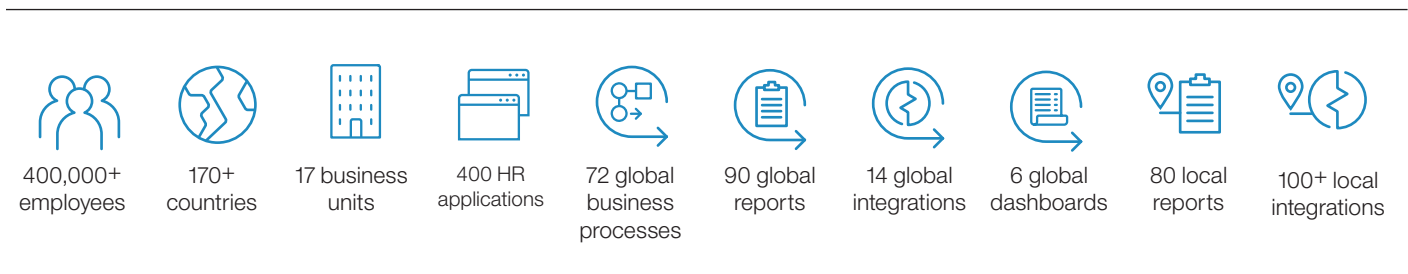 400,000+
employees
170+
countries
17 business
units
400 HR
applications
72 global
business
processes
90 global
reports
14 global
integrations
6 global
dashboards
80 local
reports
100+ local
integrations